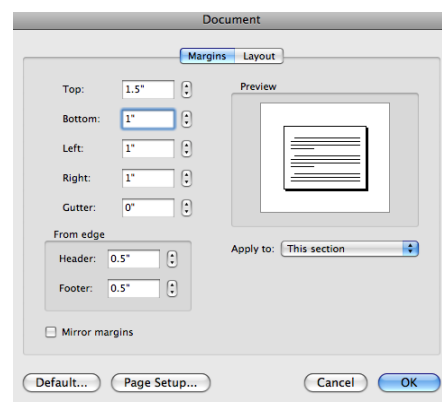 Document
Margins Layout
Top: 1.5"
Bottom: 1"
Left: 1"
Right: 1"
Gutter: 0"
From edge
Header: 0.5"
Footer: 0.5"
Mirror margins
Preview
Apply to: This section
Default... Page Setup... Cancel OK